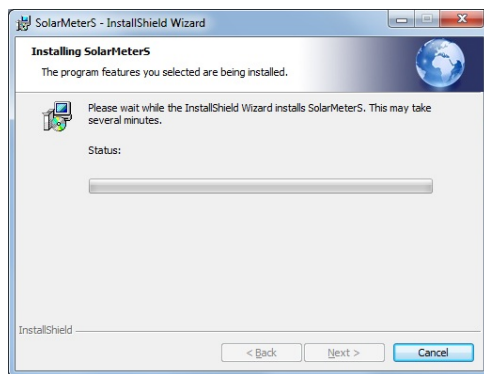 SolarMeterS - InstallShield Wizard
Installing SolarMeterS
The program features you selected are being installed.
Please wait while the InstallShield Wizard installs SolarMeterS. This may take
several minutes.
Status:
InstallShield
< Back
Next >
Cancel